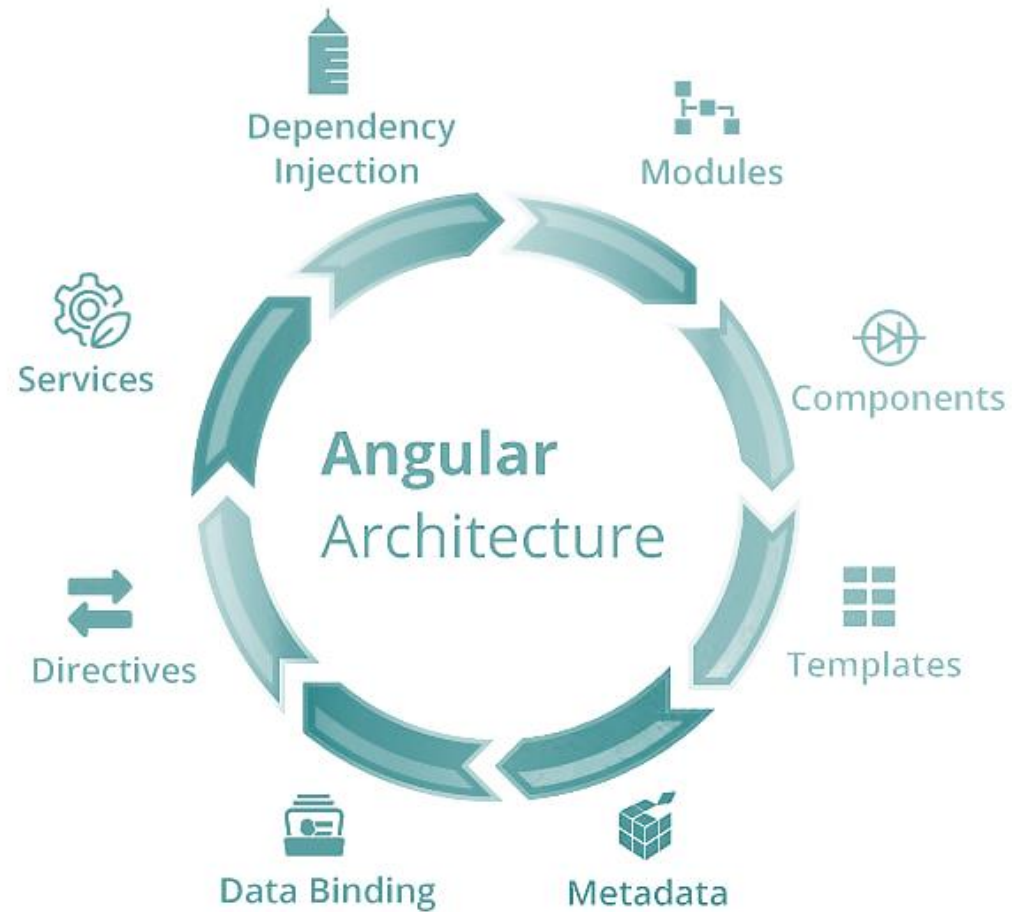 Dependency
Injection
Modules
Services
Components
Angular
Architecture
Directives
Templates
Data Binding
Metadata